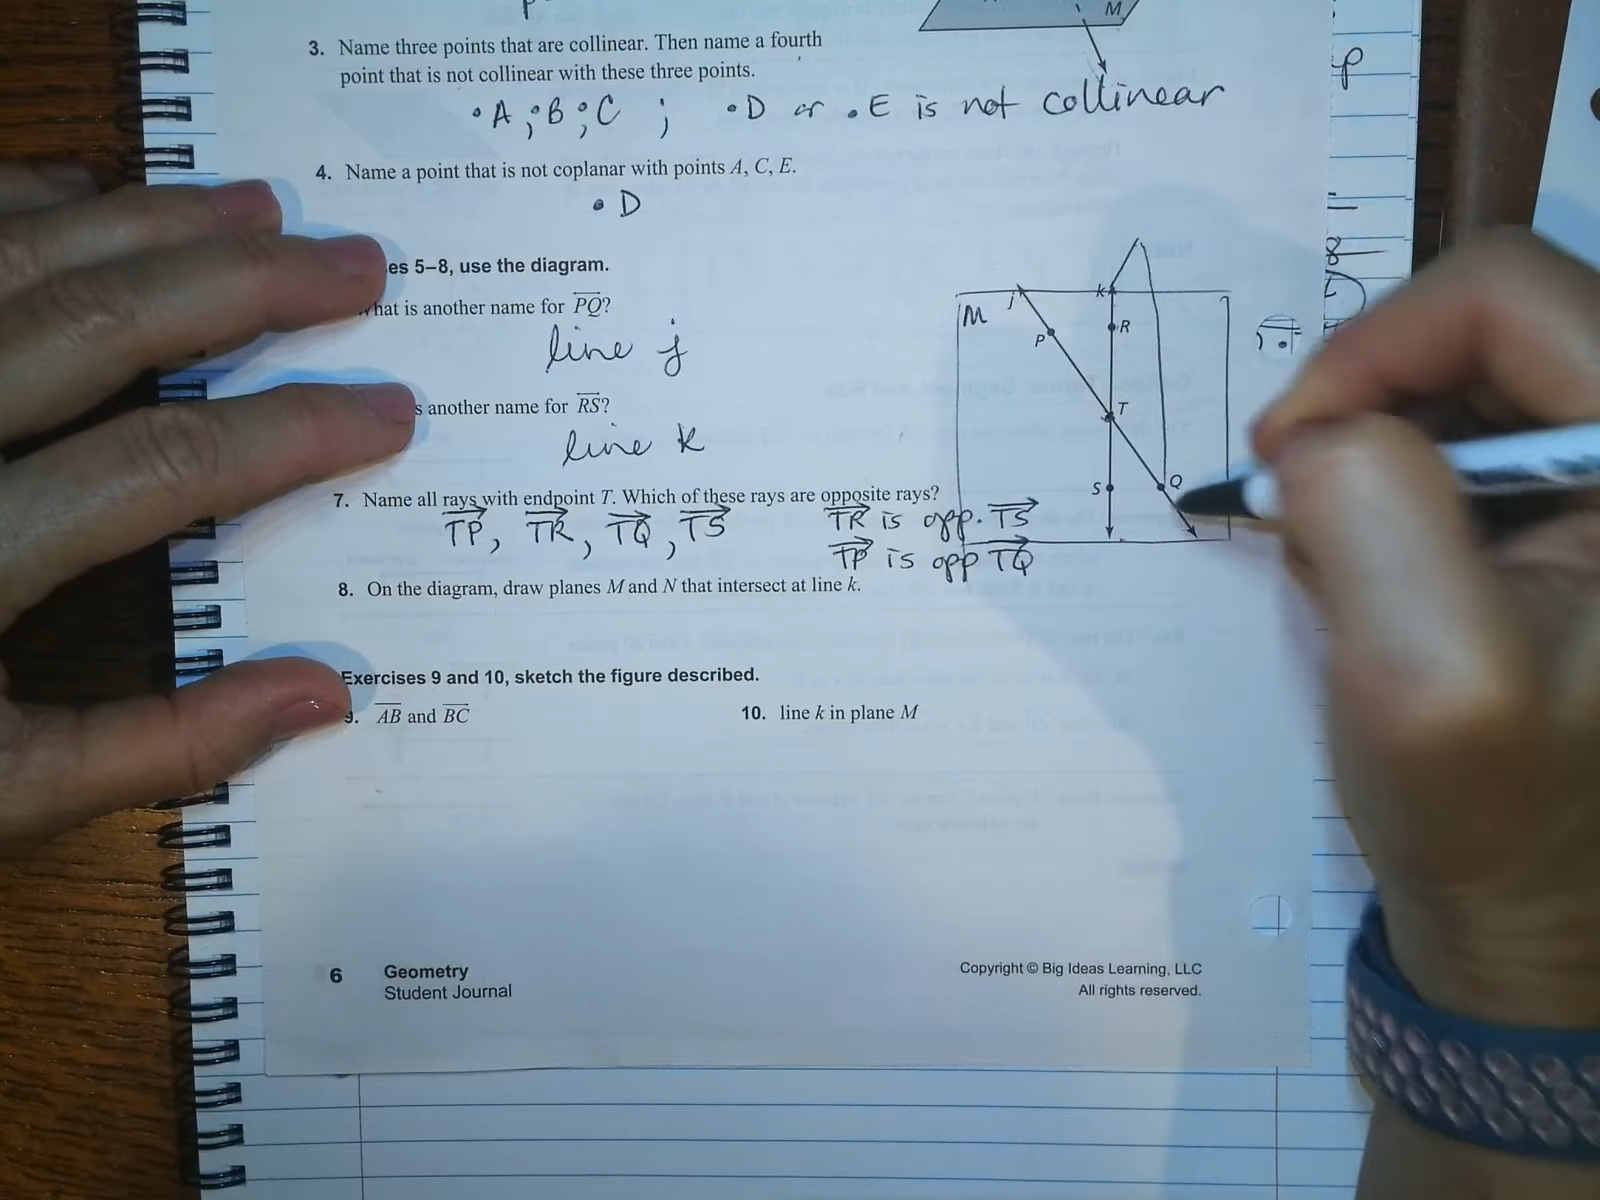 M
3. Name three points that are collinear. Then name a fourth
point that is not collinear with these three points.
•A ; •B ; •C ; •D or •E is not collinear
4. Name a point that is not coplanar with points A, C, E.
•D
es 5–8, use the diagram.
hat is another name for PQ?
line j
s another name for RS?
line k
M j k
P R
T
S Q
7. Name all rays with endpoint T. Which of these rays are opposite rays?
TP, TR, TQ, TS TR is opp. TS
TP is opp TQ
8. On the diagram, draw planes M and N that intersect at line k.
Exercises 9 and 10, sketch the figure described.
9. AB and BC 10. line k in plane M
6 Geometry
Student Journal
Copyright © Big Ideas Learning, LLC
All rights reserved.